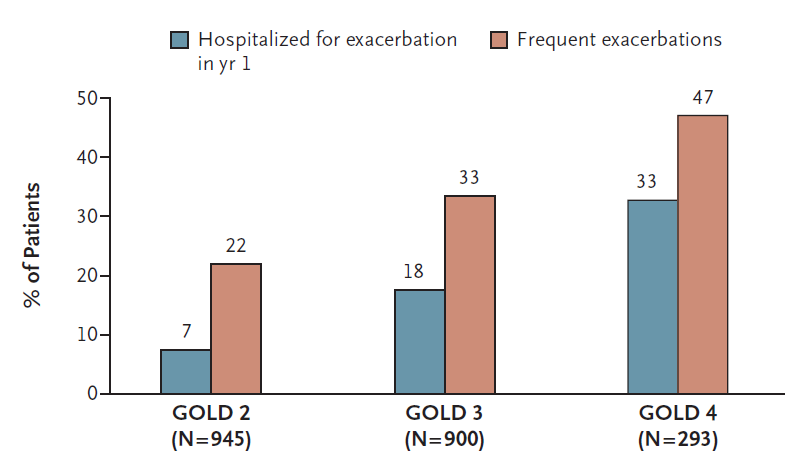 Hospitalized for exacerbation
in yr 1
Frequent exacerbations
% of Patients
50
40
30
20
10
0
7
22
18
33
33
47
GOLD 2
(N=945)
GOLD 3
(N=900)
GOLD 4
(N=293)